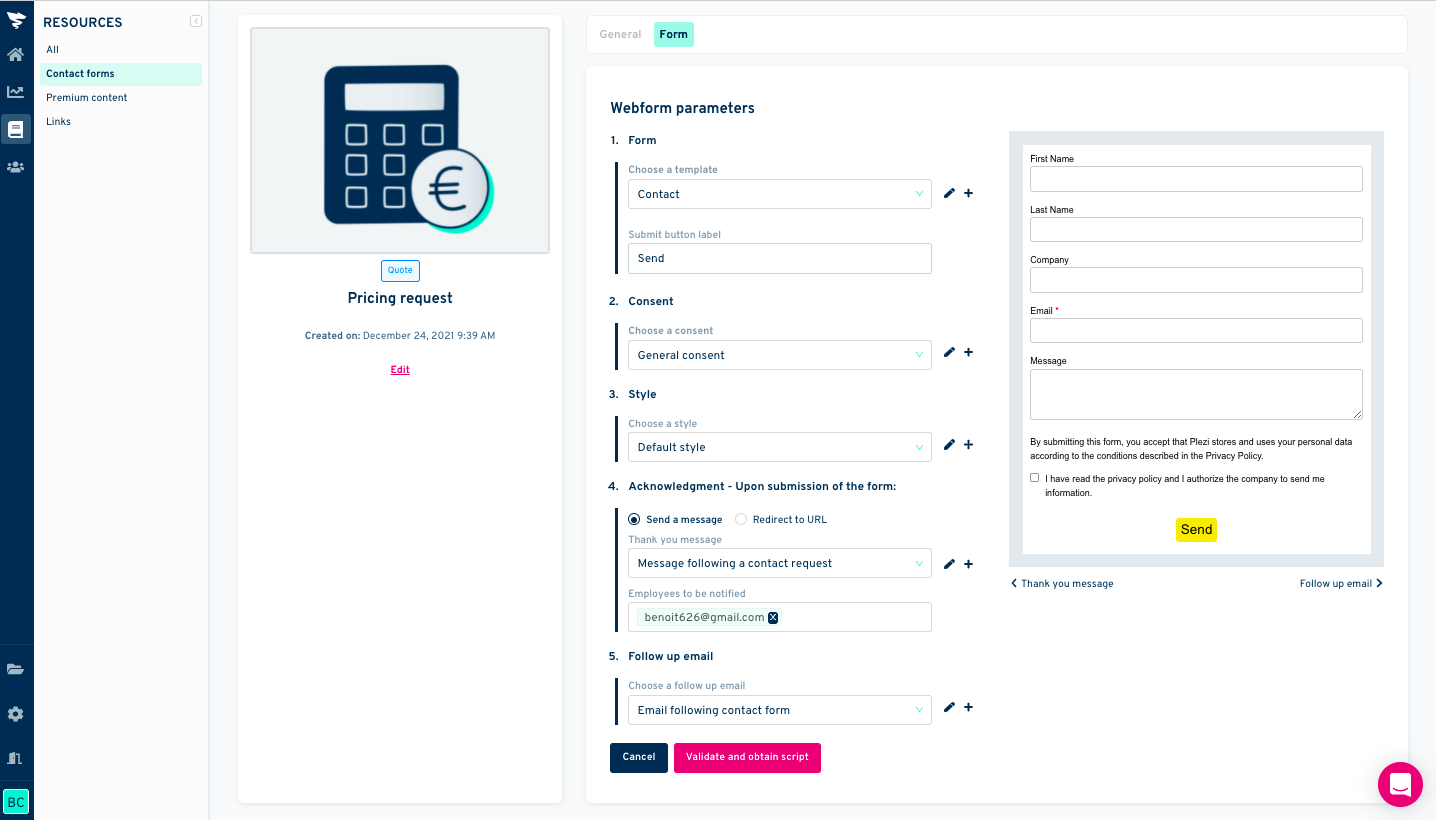 RESOURCES
All
Contact forms
Premium content
Links
BC
€
Quote
Pricing request
Created on: December 24, 2021 9:39 AM
Edit
General
Form
Webform parameters
1. Form
Choose a template
Contact
Submit button label
Send
2. Consent
Choose a consent
General consent
3. Style
Choose a style
Default style
4. Acknowledgment - Upon submission of the form:
Send a message
Redirect to URL
Thank you message
Message following a contact request
Employees to be notified
benoit626@gmail.com
5. Follow up email
Choose a follow up email
Email following contact form
Cancel
Validate and obtain script
First Name
Last Name
Company
Email *
Message
By submitting this form, you accept that Plezi stores and uses your personal data
according to the conditions described in the Privacy Policy.
I have read the privacy policy and I authorize the company to send me
information.
Send
Thank you message
Follow up email